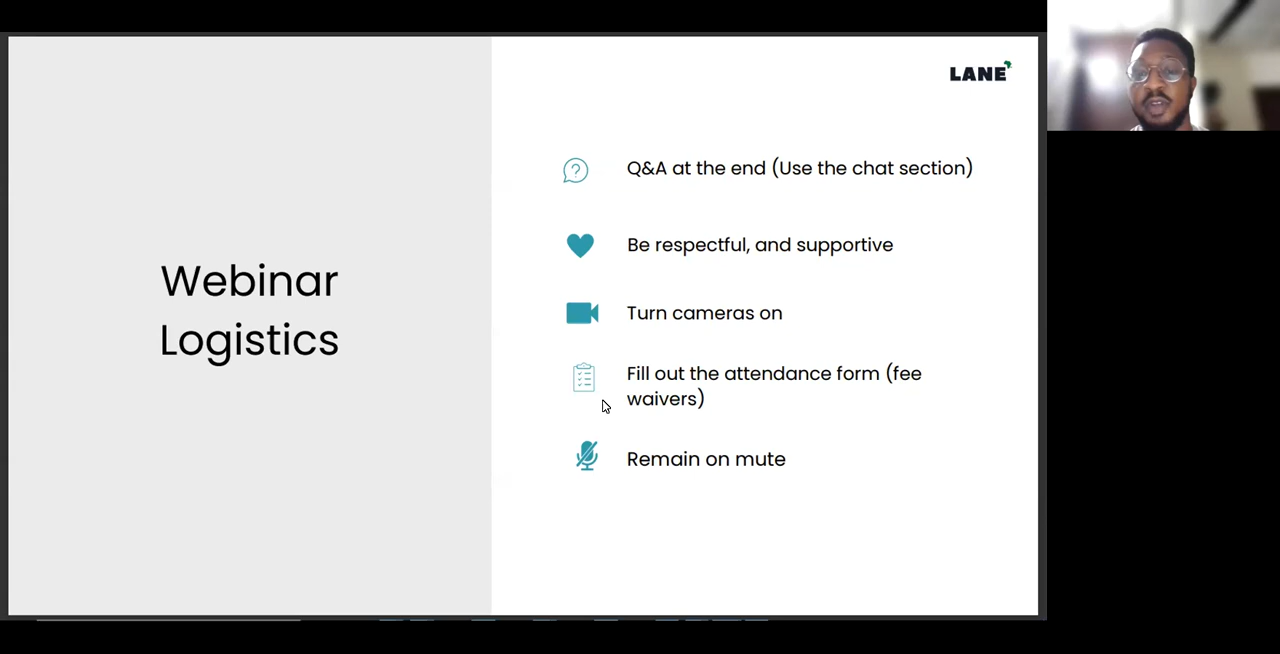 LANE
Webinar
Logistics
Q&A at the end (Use the chat section)
Be respectful, and supportive
Turn cameras on
Fill out the attendance form (fee
waivers)
Remain on mute